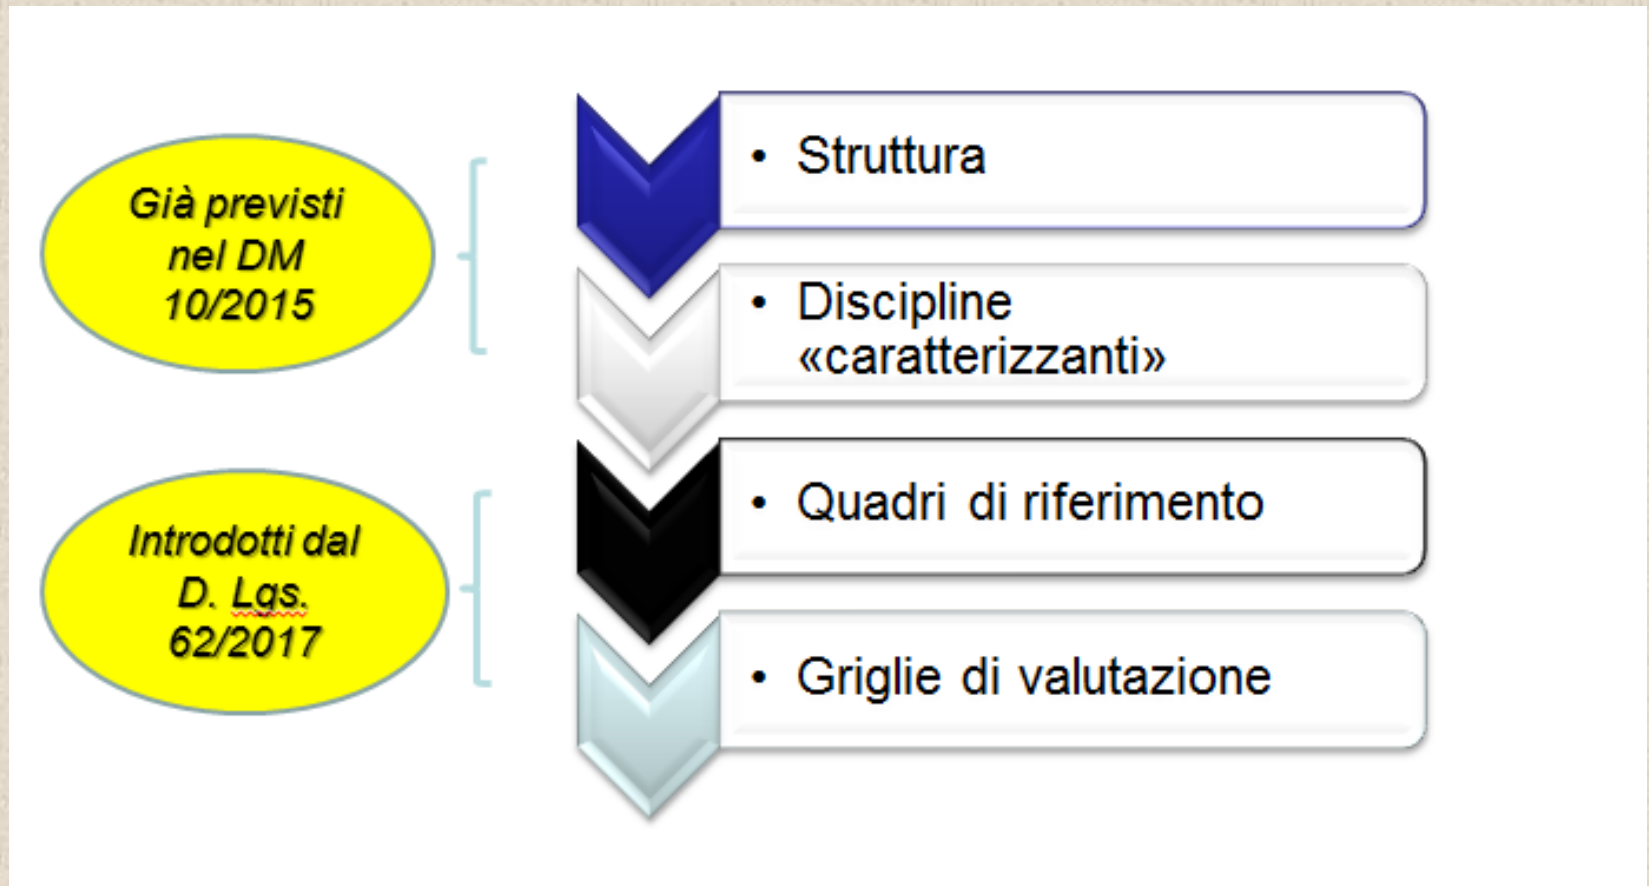 Già previsti
nel DM
10/2015
• Struttura
• Discipline
«caratterizzanti»
Introdotti dal
D. Lgs.
62/2017
• Quadri di riferimento
• Griglie di valutazione